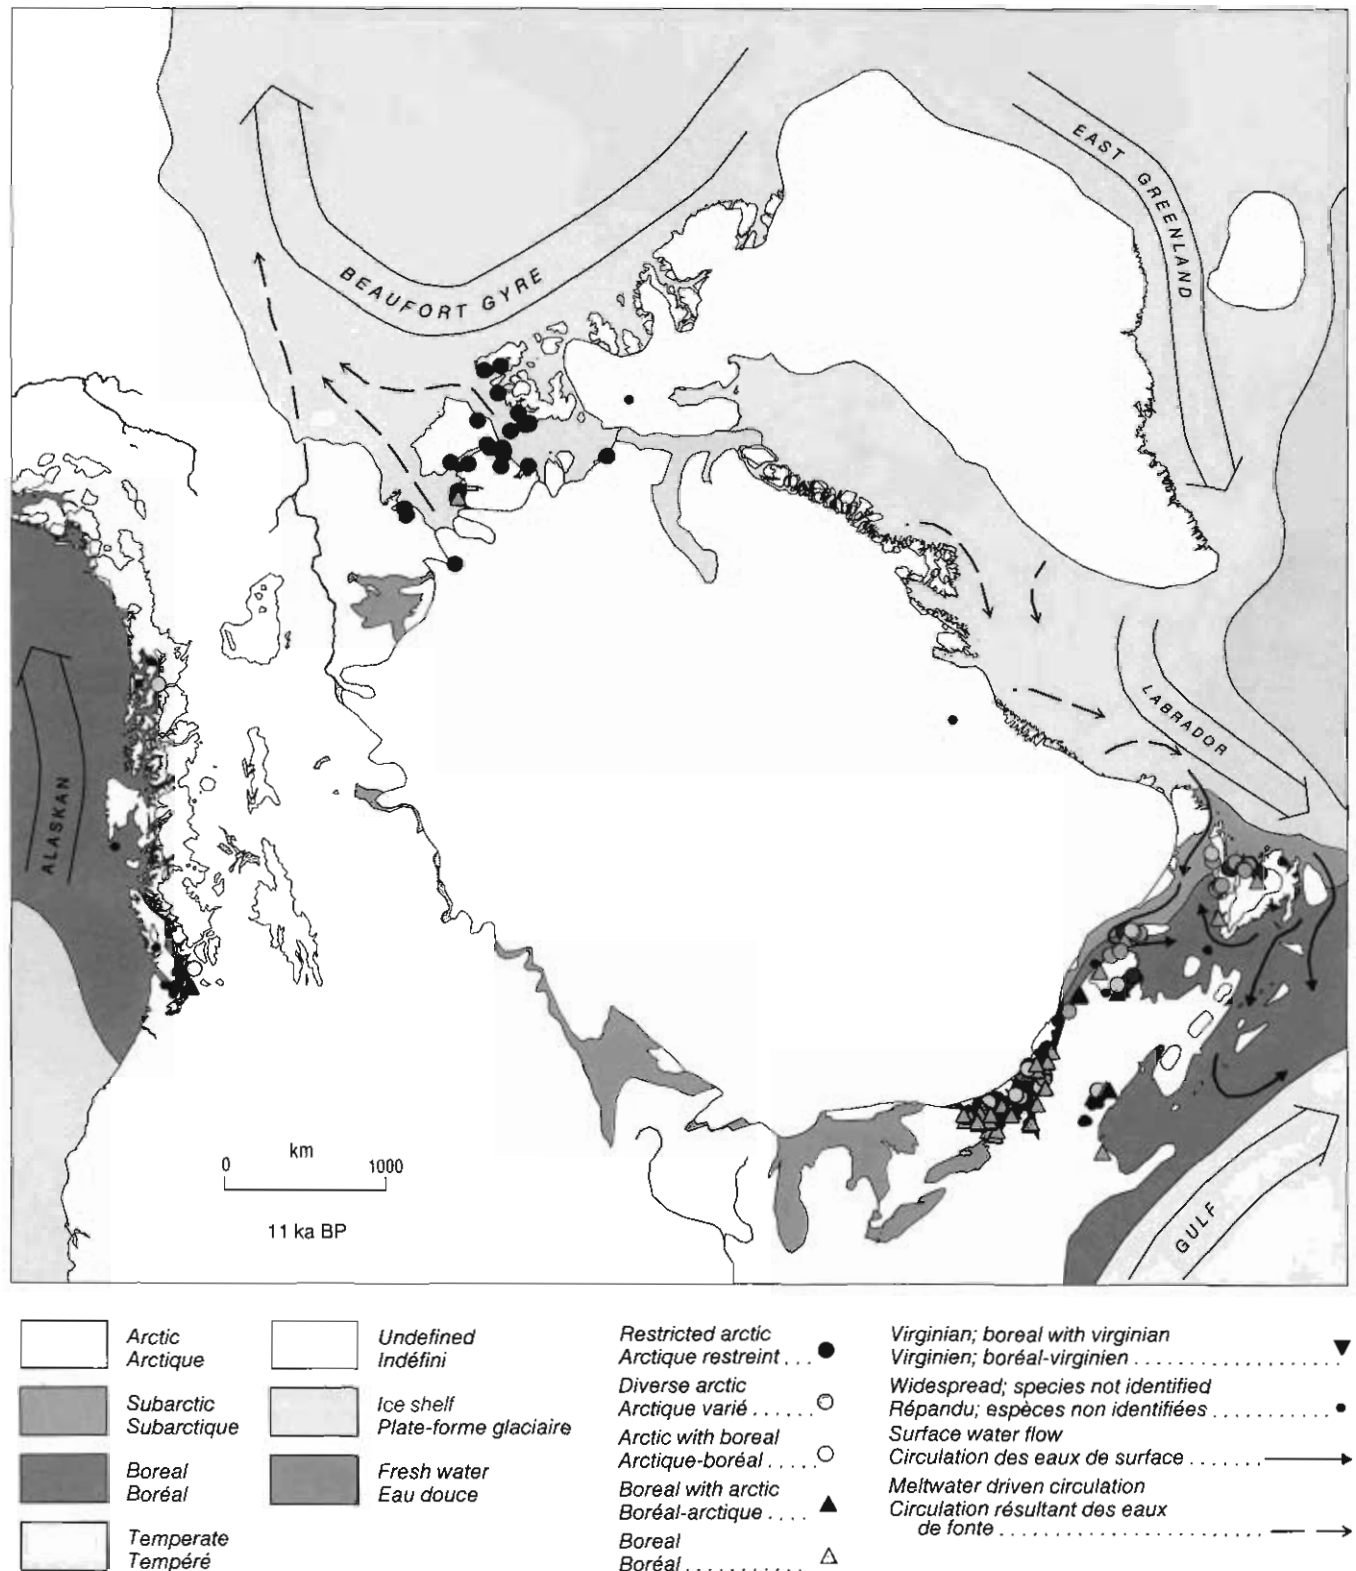 EAST GREENLAND
BEAUFORT GYRE
LABRADOR
ALASKAN
GULF
km
0 1000
11 ka BP
Arctic
Arctique
Subarctic
Subarctique
Boreal
Boréal
Temperate
Tempéré
Undefined
Indéfini
Ice shelf
Plate-forme glaciaire
Fresh water
Eau douce
Restricted arctic
Arctique restreint . . .
Diverse arctic
Arctique varié . . . . . .
Arctic with boreal
Arctique-boréal . . . .
Boreal with arctic
Boréal-arctique . . . .
Boreal
Boréal . . . . . . . . . . .
Virginian; boreal with virginian
Virginien; boréal-virginien . . . . . . . . . . . . . . . . . .
Widespread; species not identified
Répandu; espèces non identifiées . . . . . . . . . .
Surface water flow
Circulation des eaux de surface . . . . . . .
Meltwater driven circulation
Circulation résultant des eaux
de fonte . . . . . . . . . . . . . . . . . . . . . .